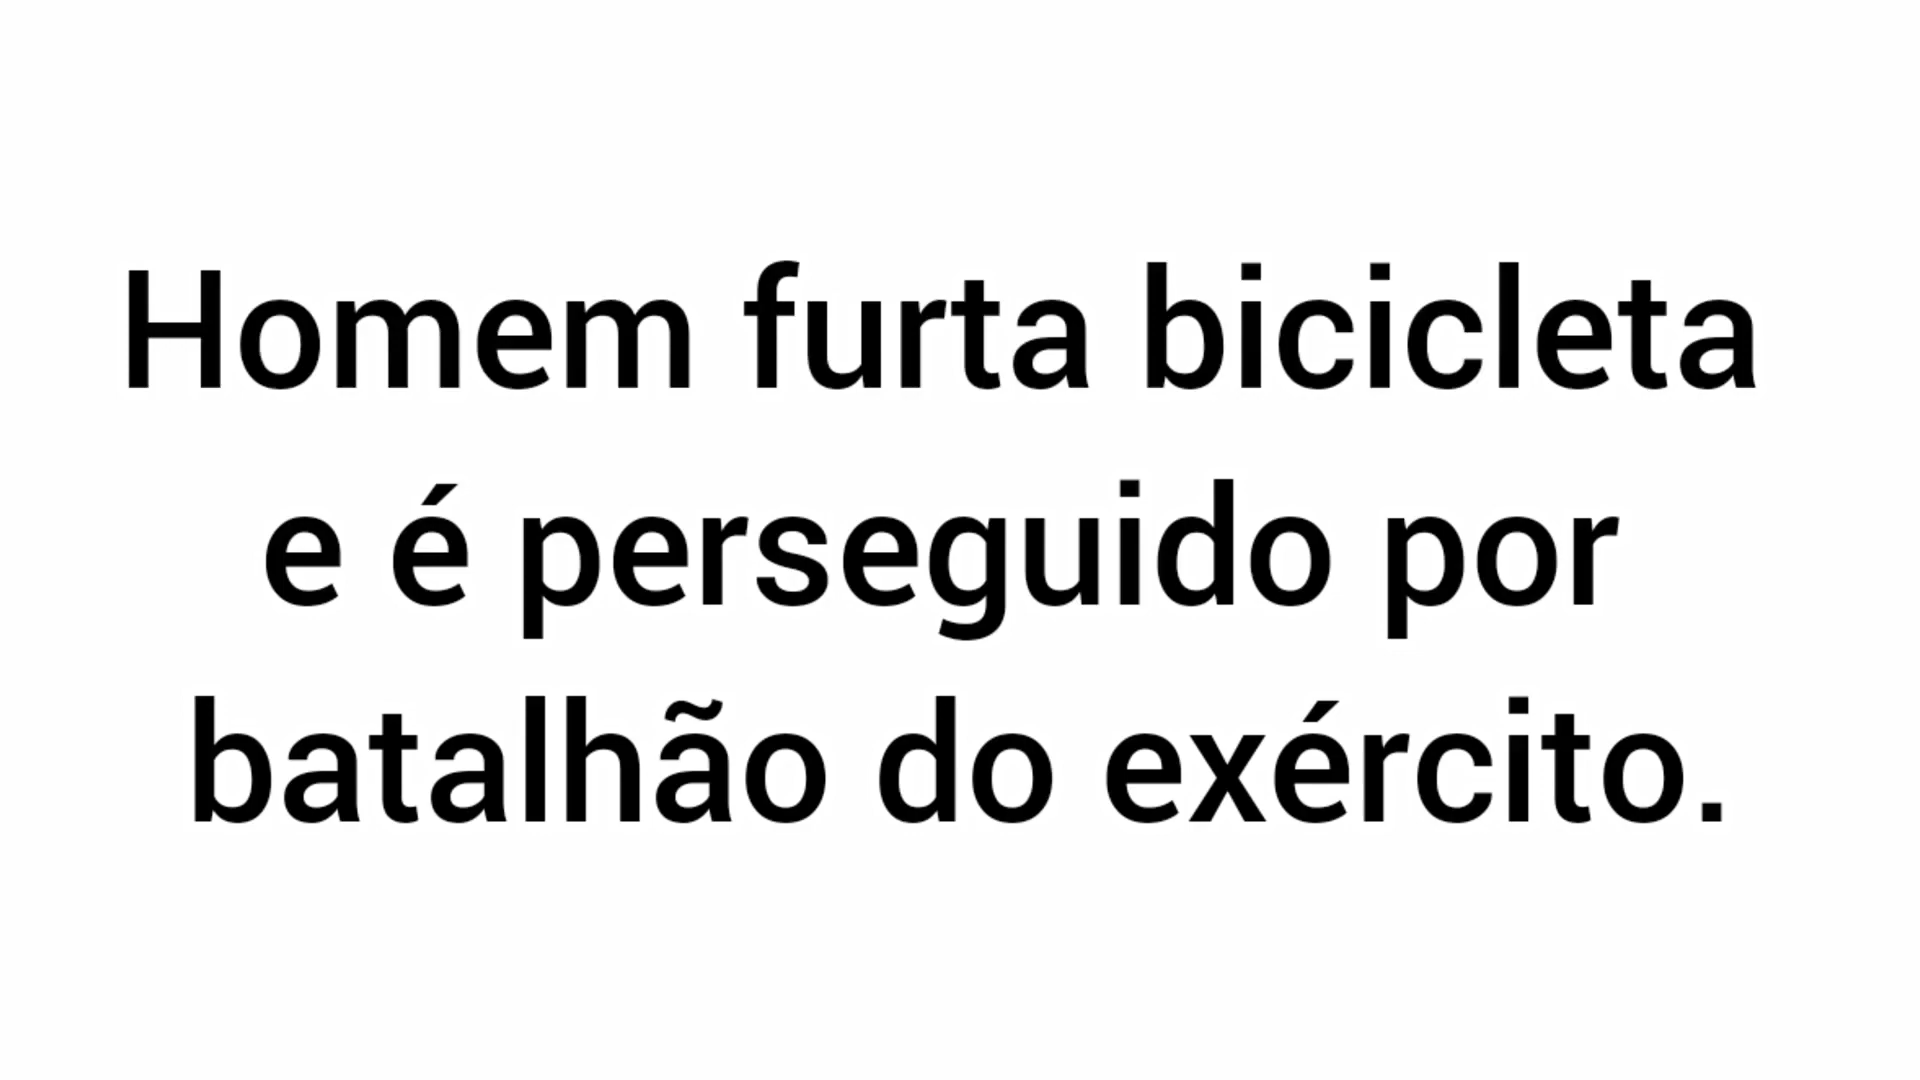 Homem furta bicicleta
e é perseguido por
batalhão do exército.